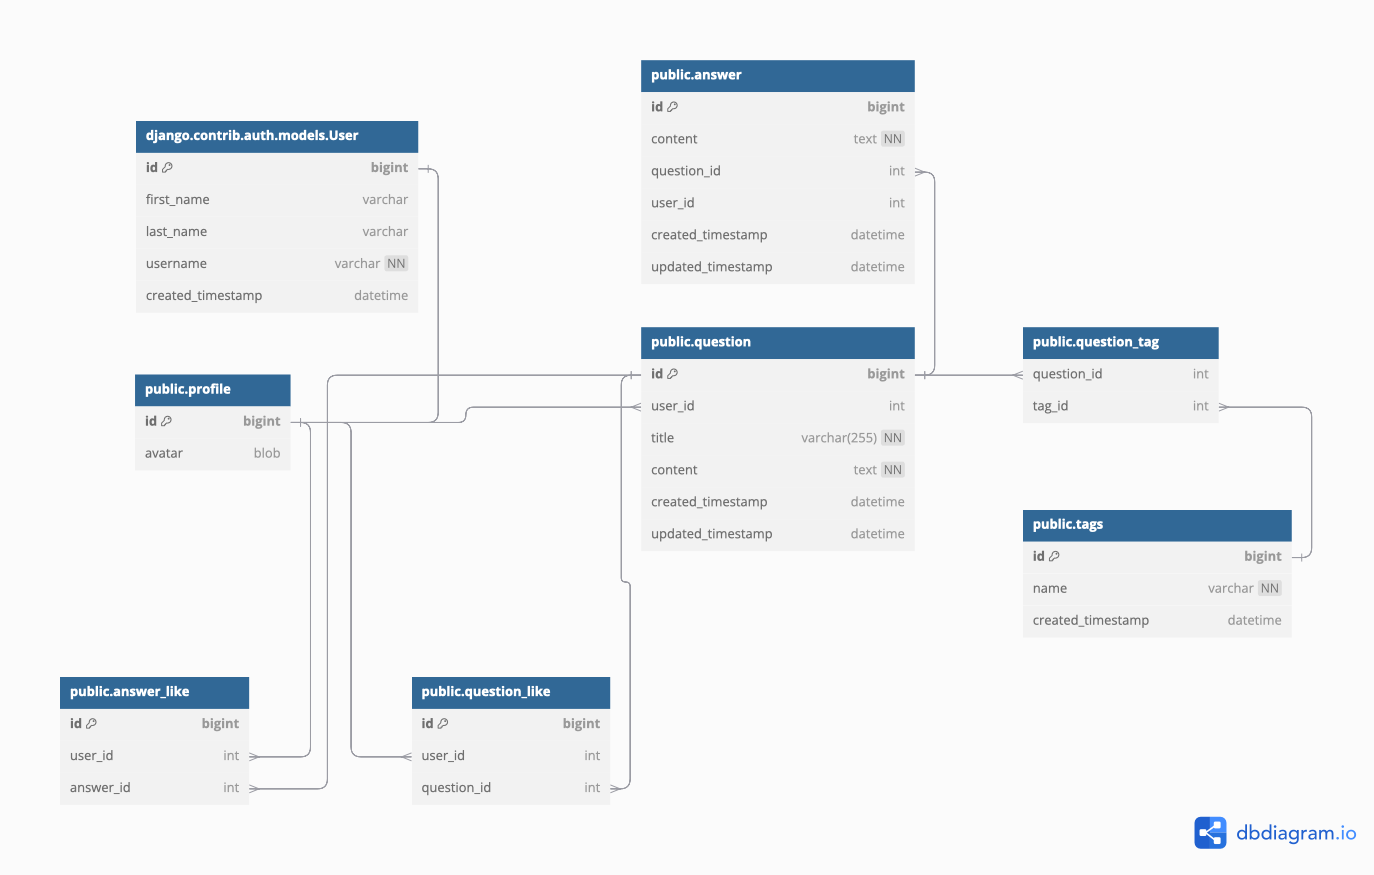 public.answer
id bigint
content text NN
question_id int
user_id int
created_timestamp datetime
updated_timestamp datetime
django.contrib.auth.models.User
id bigint
first_name varchar
last_name varchar
username varchar NN
created_timestamp datetime
public.question
id bigint
user_id int
title varchar(255) NN
content text NN
created_timestamp datetime
updated_timestamp datetime
public.question_tag
question_id int
tag_id int
public.profile
id bigint
avatar blob
public.tags
id bigint
name varchar NN
created_timestamp datetime
public.answer_like
id bigint
user_id int
answer_id int
public.question_like
id bigint
user_id int
question_id int
dbdiagram.io